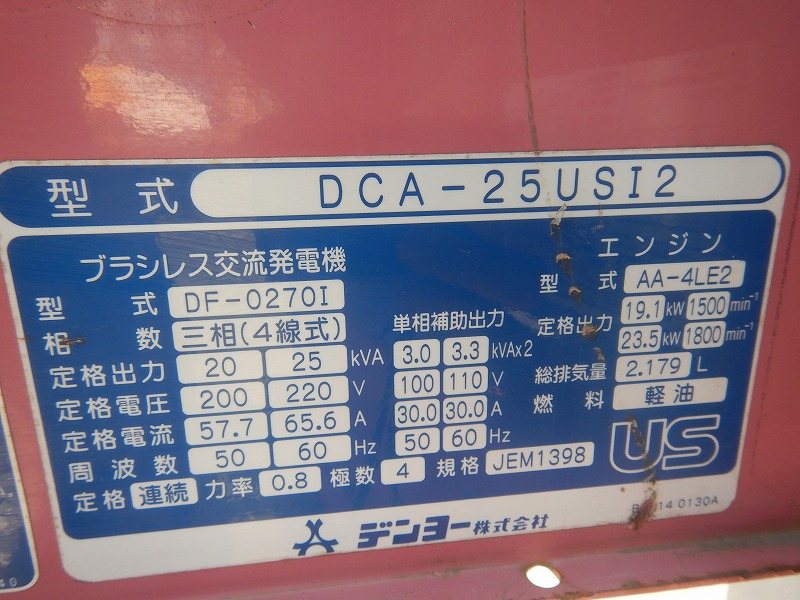 型式 DCA-25USI2
ブラシレス交流発電機
型式 DF-0270I
相数 三相(4線式)
定格出力 20 25 kVA
定格電圧 200 220 V
定格電流 57.7 65.6 A
周波数 50 60 Hz
定格 連続 力率 0.8 極数 4 規格 JEM1398
単相補助出力
3.0 3.3 kVAx2
100 110 V
30.0 30.0 A
50 60 Hz
エンジン
型式 AA-4LE2
定格出力 19.1 kW 1500 min-1
23.5 kW 1800 min-1
総排気量 2.179 L
燃料 軽油
US
デンヨー株式会社